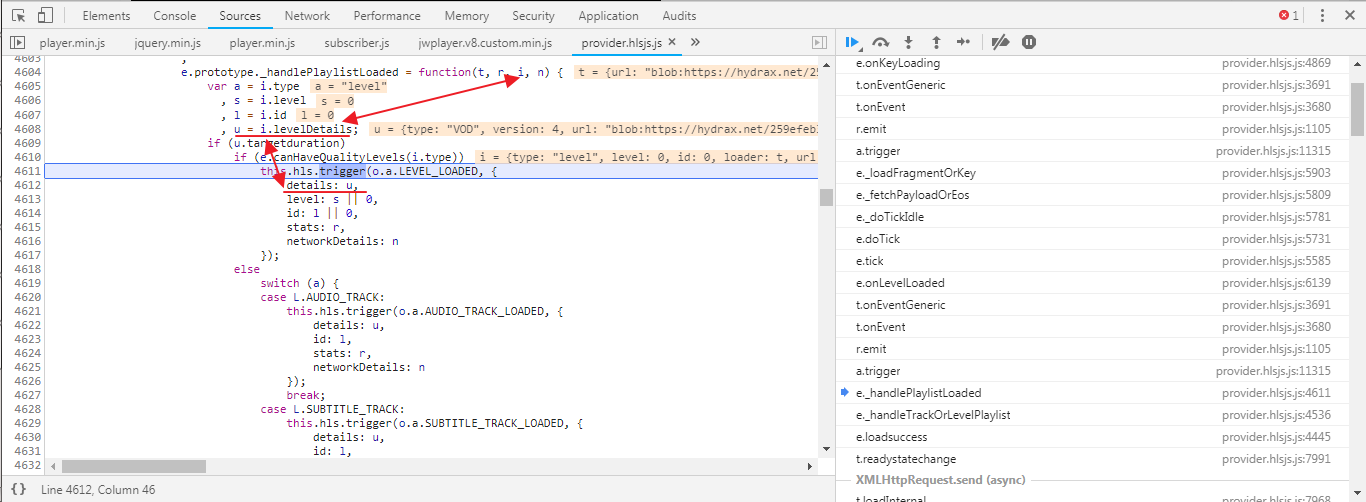 Elements Console Sources Network Performance Memory Security Application Audits 1
player.min.js jquery.min.js player.min.js subscriber.js jwplayer.v8.custom.min.js provider.hlsjs.js × »
4603 ,
4604 e.prototype._handlePlaylistLoaded = function(t, r, i, n) { t = {url: "blob:https://hydrax.net/25
4605 var a = i.type a = "level"
4606 , s = i.level s = 0
4607 , l = i.id l = 0
4608 , u = i.levelDetails; u = {type: "VOD", version: 4, url: "blob:https://hydrax.net/259efeb
4609 if (u.targetduration)
4610 if (e.canHaveQualityLevels(i.type)) i = {type: "level", level: 0, id: 0, loader: t, url
4611 this.hls.trigger(o.a.LEVEL_LOADED, {
4612 details: u,
4613 level: s || 0,
4614 id: l || 0,
4615 stats: r,
4616 networkDetails: n
4617 });
4618 else
4619 switch (a) {
4620 case L.AUDIO_TRACK:
4621 this.hls.trigger(o.a.AUDIO_TRACK_LOADED, {
4622 details: u,
4623 id: l,
4624 stats: r,
4625 networkDetails: n
4626 });
4627 break;
4628 case L.SUBTITLE_TRACK:
4629 this.hls.trigger(o.a.SUBTITLE_TRACK_LOADED, {
4630 details: u,
4631 id: l,
4632
{} Line 4612, Column 46
e.onKeyLoading provider.hlsjs.js:4869
t.onEventGeneric provider.hlsjs.js:3691
t.onEvent provider.hlsjs.js:3680
r.emit provider.hlsjs.js:1105
a.trigger provider.hlsjs.js:11315
e._loadFragmentOrKey provider.hlsjs.js:5903
e._fetchPayloadOrEos provider.hlsjs.js:5809
e._doTickIdle provider.hlsjs.js:5781
e.doTick provider.hlsjs.js:5731
e.tick provider.hlsjs.js:5585
e.onLevelLoaded provider.hlsjs.js:6139
t.onEventGeneric provider.hlsjs.js:3691
t.onEvent provider.hlsjs.js:3680
r.emit provider.hlsjs.js:1105
a.trigger provider.hlsjs.js:11315
e._handlePlaylistLoaded provider.hlsjs.js:4611
e._handleTrackOrLevelPlaylist provider.hlsjs.js:4536
e.loadsuccess provider.hlsjs.js:4445
t.readystatechange provider.hlsjs.js:7991
XMLHttpRequest.send (async)
t.loadInternal provider.hlsjs.js:7968